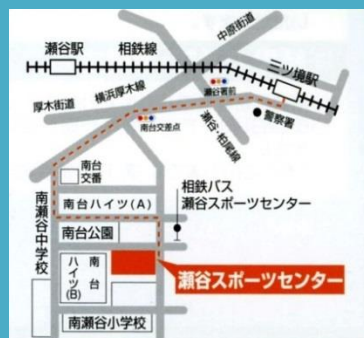 中原街道
瀬谷駅
相鉄線
三ツ境駅
厚木街道
横浜厚木線
瀬谷署前
南台交差点
瀬谷・柏尾線
警察署
南台
交番
南瀬谷中学校
南台ハイツ(A)
相鉄バス
瀬谷スポーツセンター
南台公園
南台
ハイツ(B)
瀬谷スポーツセンター
南瀬谷小学校